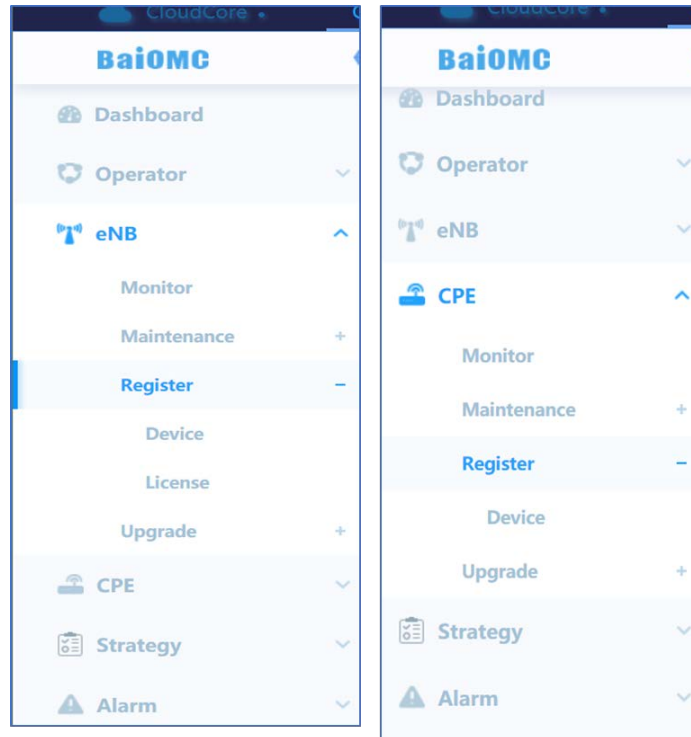 CloudCore
BaiOMC
Dashboard
Operator
eNB
Monitor
Maintenance +
Register -
Device
License
Upgrade +
CPE
Strategy
Alarm
CloudCore
BaiOMC
Dashboard
Operator
eNB
CPE
Monitor
Maintenance +
Register -
Device
Upgrade +
Strategy
Alarm